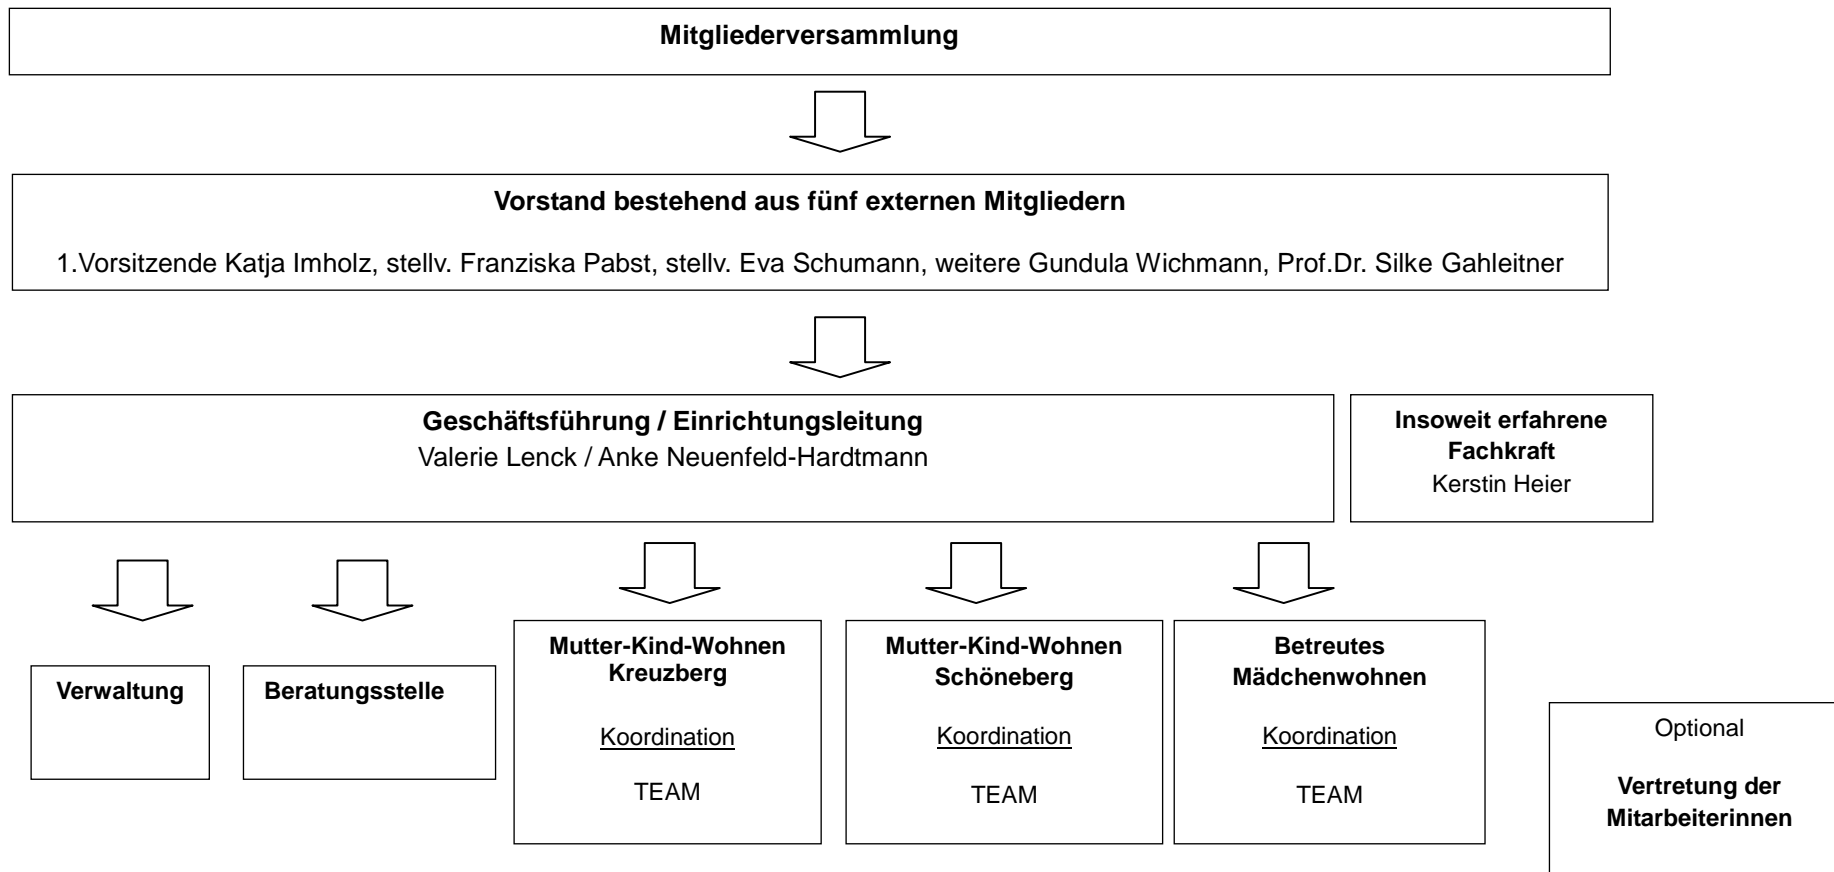 Mitgliederversammlung
Vorstand bestehend aus fünf externen Mitgliedern
1.Vorsitzende Katja Imholz, stellv. Franziska Pabst, stellv. Eva Schumann, weitere Gundula Wichmann, Prof.Dr. Silke Gahleitner
Geschäftsführung / Einrichtungsleitung
Valerie Lenck / Anke Neuenfeld-Hardtmann
Insoweit erfahrene
Fachkraft
Kerstin Heier
Verwaltung
Beratungsstelle
Mutter-Kind-Wohnen
Kreuzberg
Koordination
TEAM
Mutter-Kind-Wohnen
Schöneberg
Koordination
TEAM
Betreutes
Mädchenwohnen
Koordination
TEAM
Optional
Vertretung der
Mitarbeiterinnen